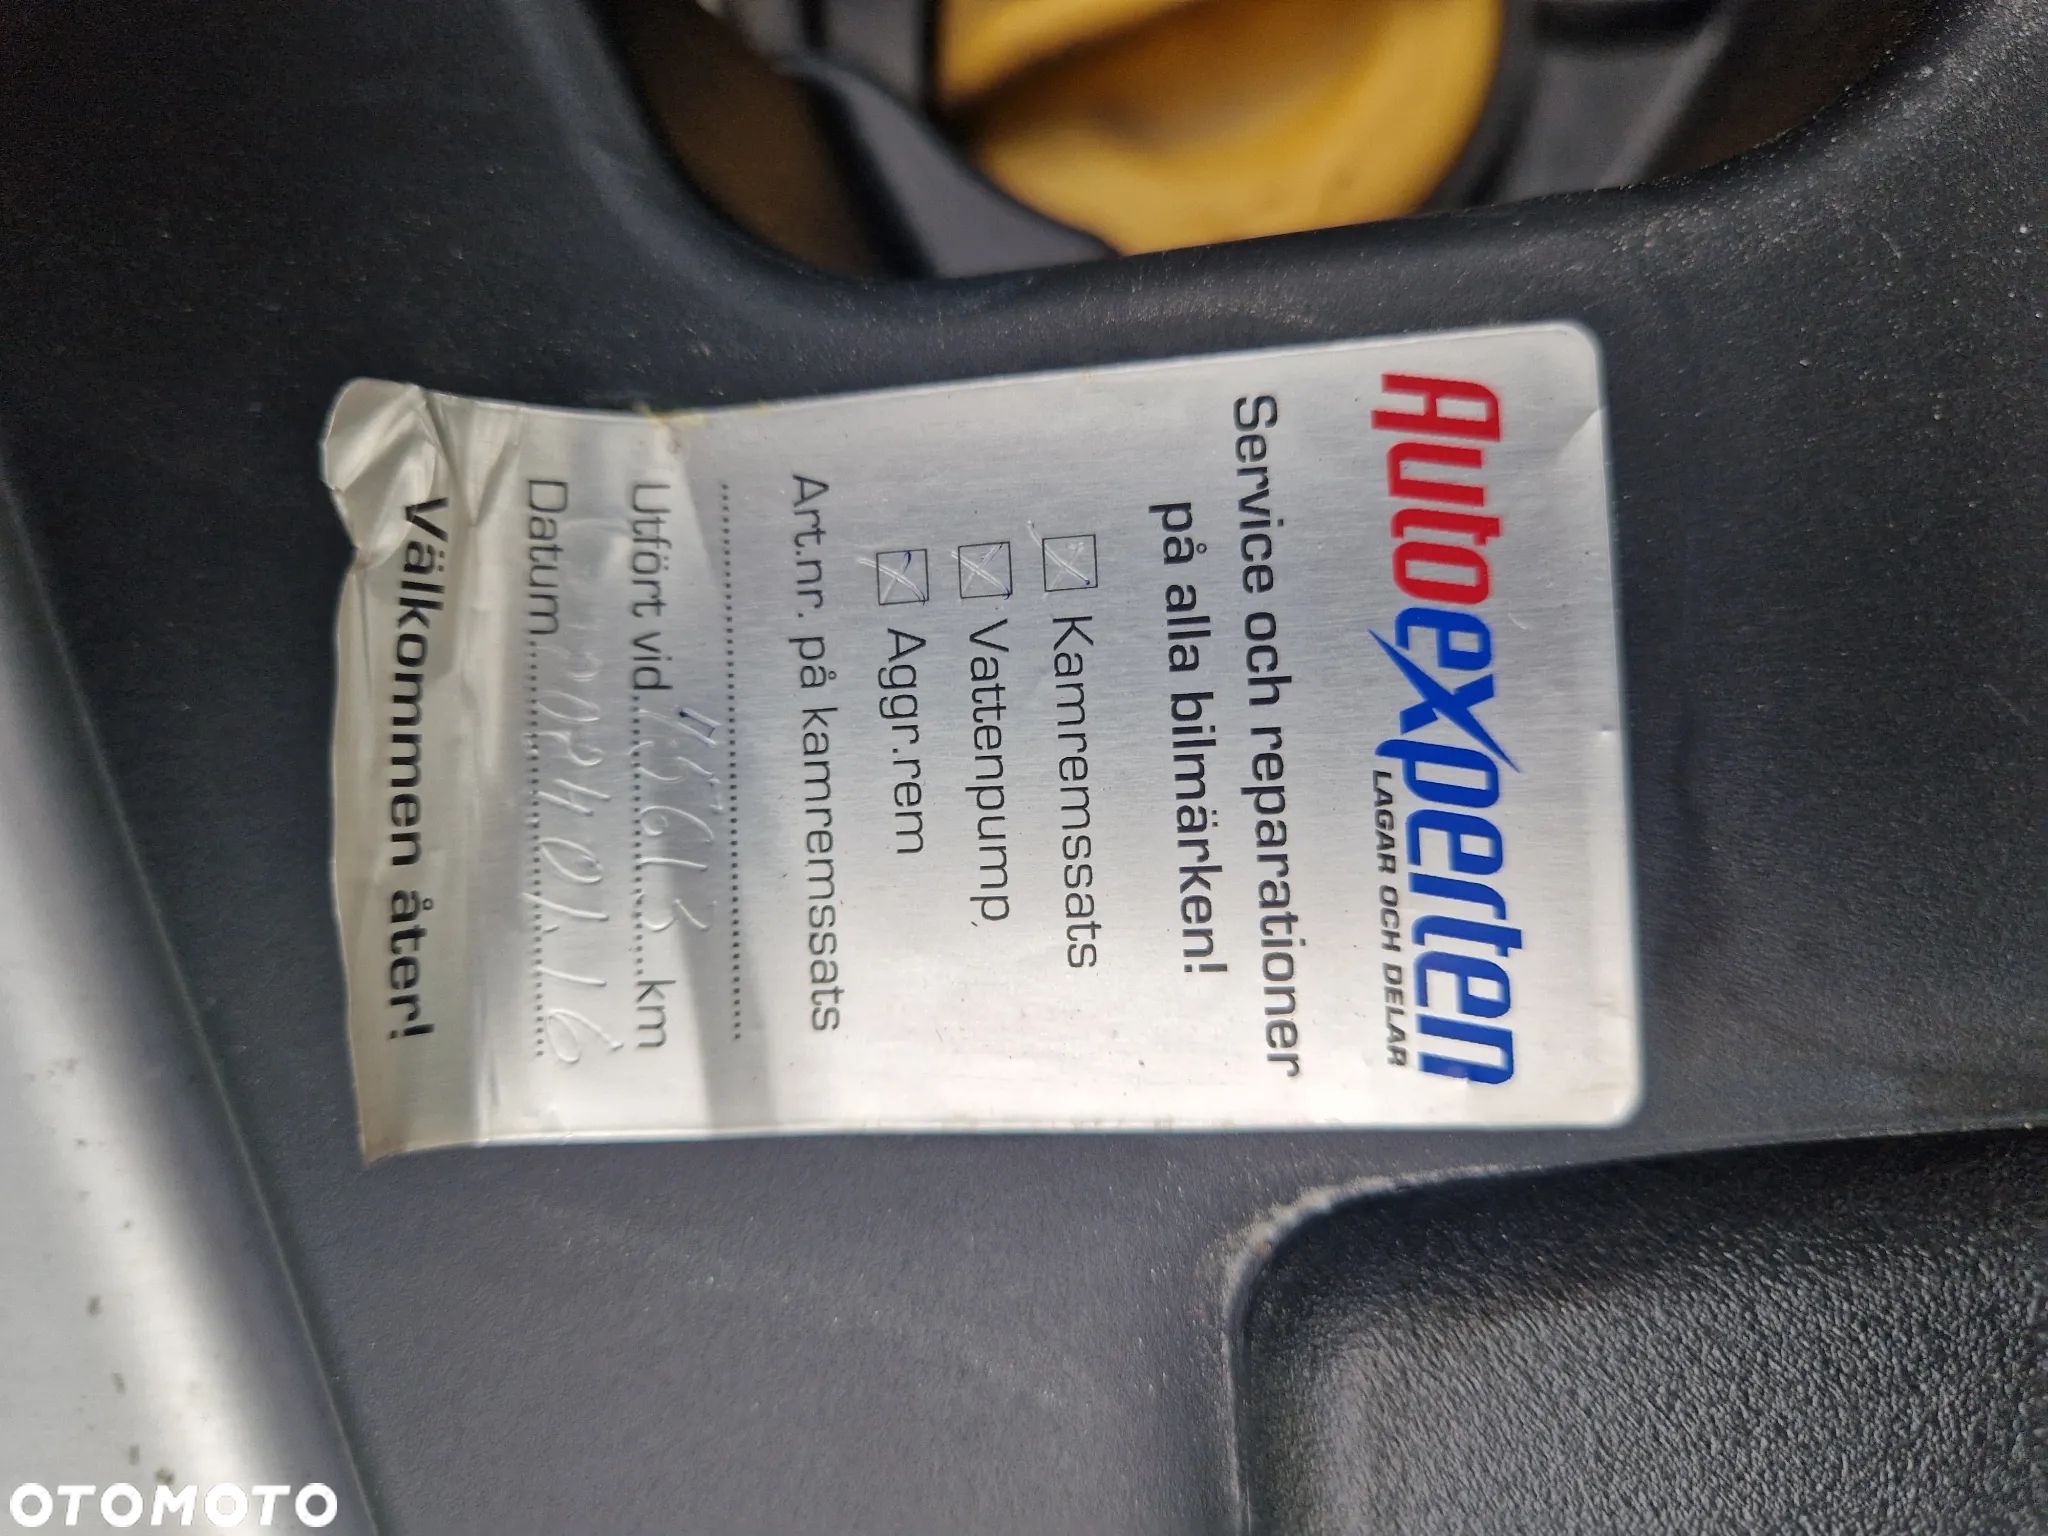 Autoexperten
LAGAR OCH DELAR
Service och reparationer
på alla bilmärken!
Kamremssats
Vattenpump
Aggr.rem
Art.nr. på kamremssats
Utfört vid km
Datum
Välkommen åter!
OTOMOTO